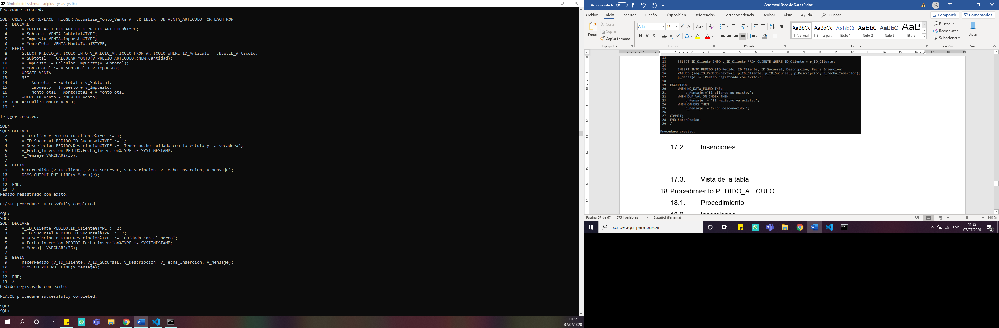 Símbolo del sistema - sqlplus sys as sysdba
Procedure created.
SQL> CREATE OR REPLACE TRIGGER Actualiza_Monto_Venta AFTER INSERT ON VENTA_ARTICULO FOR EACH ROW
2 DECLARE
3 V_PRECIO_ARTICULO ARTICULO.PRECIO_ARTICULO%TYPE;
4 v_Subtotal VENTA.Subtotal%TYPE;
5 v_Impuesto VENTA.Impuesto%TYPE;
6 v_MontoTotal VENTA.MontoTotal%TYPE;
7 BEGIN
8 SELECT PRECIO_ARTICULO INTO V_PRECIO_ARTICULO FROM ARTICULO WHERE ID_Articulo = :NEW.ID_Articulo;
9 v_Subtotal := CALCULAR_MONTO(V_PRECIO_ARTICULO,:NEW.Cantidad);
10 v_Impuesto := Calcular_Impuesto(v_Subtotal);
11 v_MontoTotal := v_Subtotal + v_Impuesto;
12 UPDATE VENTA
13 SET
14 Subtotal = Subtotal + v_Subtotal,
15 Impuesto = Impuesto + v_Impuesto,
16 MontoTotal = MontoTotal + v_MontoTotal
17 WHERE ID_Venta = :NEW.ID_Venta;
18 END Actualiza_Monto_Venta;
19 /
Trigger created.
SQL>
SQL> DECLARE
2 v_ID_Cliente PEDIDO.ID_Cliente%TYPE := 1;
3 v_ID_Sucursal PEDIDO.ID_Sucursal%TYPE := 1;
4 v_Descripcion PEDIDO.Descripcion%TYPE := 'Tener mucho cuidado con la estufa y la secadora';
5 v_Fecha_Insercion PEDIDO.Fecha_Insercion%TYPE := SYSTIMESTAMP;
6 v_Mensaje VARCHAR2(35);
7
8 BEGIN
9 hacerPedido (v_ID_Cliente, v_ID_SucursaL, v_Descripcion, v_Fecha_Insercion, v_Mensaje);
10 DBMS_OUTPUT.PUT_LINE(v_Mensaje);
11
12 END;
13 /
Pedido registrado con éxito.
PL/SQL procedure successfully completed.
SQL>
SQL>
SQL> DECLARE
2 v_ID_Cliente PEDIDO.ID_Cliente%TYPE := 2;
3 v_ID_Sucursal PEDIDO.ID_Sucursal%TYPE := 2;
4 v_Descripcion PEDIDO.Descripcion%TYPE := 'Cuidado con el perro';
5 v_Fecha_Insercion PEDIDO.Fecha_Insercion%TYPE := SYSTIMESTAMP;
6 v_Mensaje VARCHAR2(35);
7
8 BEGIN
9 hacerPedido (v_ID_Cliente, v_ID_SucursaL, v_Descripcion, v_Fecha_Insercion, v_Mensaje);
10 DBMS_OUTPUT.PUT_LINE(v_Mensaje);
11
12 END;
13 /
Pedido registrado con éxito.
PL/SQL procedure successfully completed.
SQL>
SQL>
11:32
07/07/2020
Autoguardado
Semestral Base de Datos 2.docx
Archivo Inicio Insertar Diseño Disposición Referencias Correspondencia Revisar Vista Ayuda Buscar Compartir Comentarios
Pegar
Cortar
Copiar
Copiar formato
Portapapeles
Arial 12
N K S ab x₂ x²
Fuente
Párrafo
AaBbCc AaBbCc AaBbCc AaBbC AaBbC AaB
¶ Normal ¶ Sin espa... Título 1 Título 2 Título 3 Título
Estilos
Buscar
Reemplazar
Seleccionar
Edición
Dictar
Voz
12
13 SELECT ID_Cliente INTO v_ID_Cliente FROM CLIENTE WHERE ID_Cliente = p_ID_Cliente;
14
15 INSERT INTO PEDIDO (ID_Pedido, ID_Cliente, ID_Sucursal, Descripcion, Fecha_Insercion)
16 VALUES (seq_ID_Pedido.nextval, p_ID_Cliente, p_ID_SucursaL, p_Descripcion, p_Fecha_Insercion);
17 p_Mensaje := 'Pedido registrado con éxito.';
18
19 EXCEPTION
20 WHEN NO_DATA_FOUND THEN
21 p_Mensaje:='El cliente no existe.';
22 WHEN DUP_VAL_ON_INDEX THEN
23 p_Mensaje := 'El registro ya existe.';
24 WHEN OTHERS THEN
25 p_Mensaje :='Error desconocido.';
26
27 COMMIT;
28 END hacerPedido;
29 /
Procedure created.
17.2. Inserciones
17.3. Vista de la tabla
18. Procedimiento PEDIDO_ATICULO
18.1. Procedimiento
18.2. Inserciones
Página 57 de 67 6751 palabras Español (Panamá) 140 %
Escribe aquí para buscar
ESP
11:32
07/07/2020
2